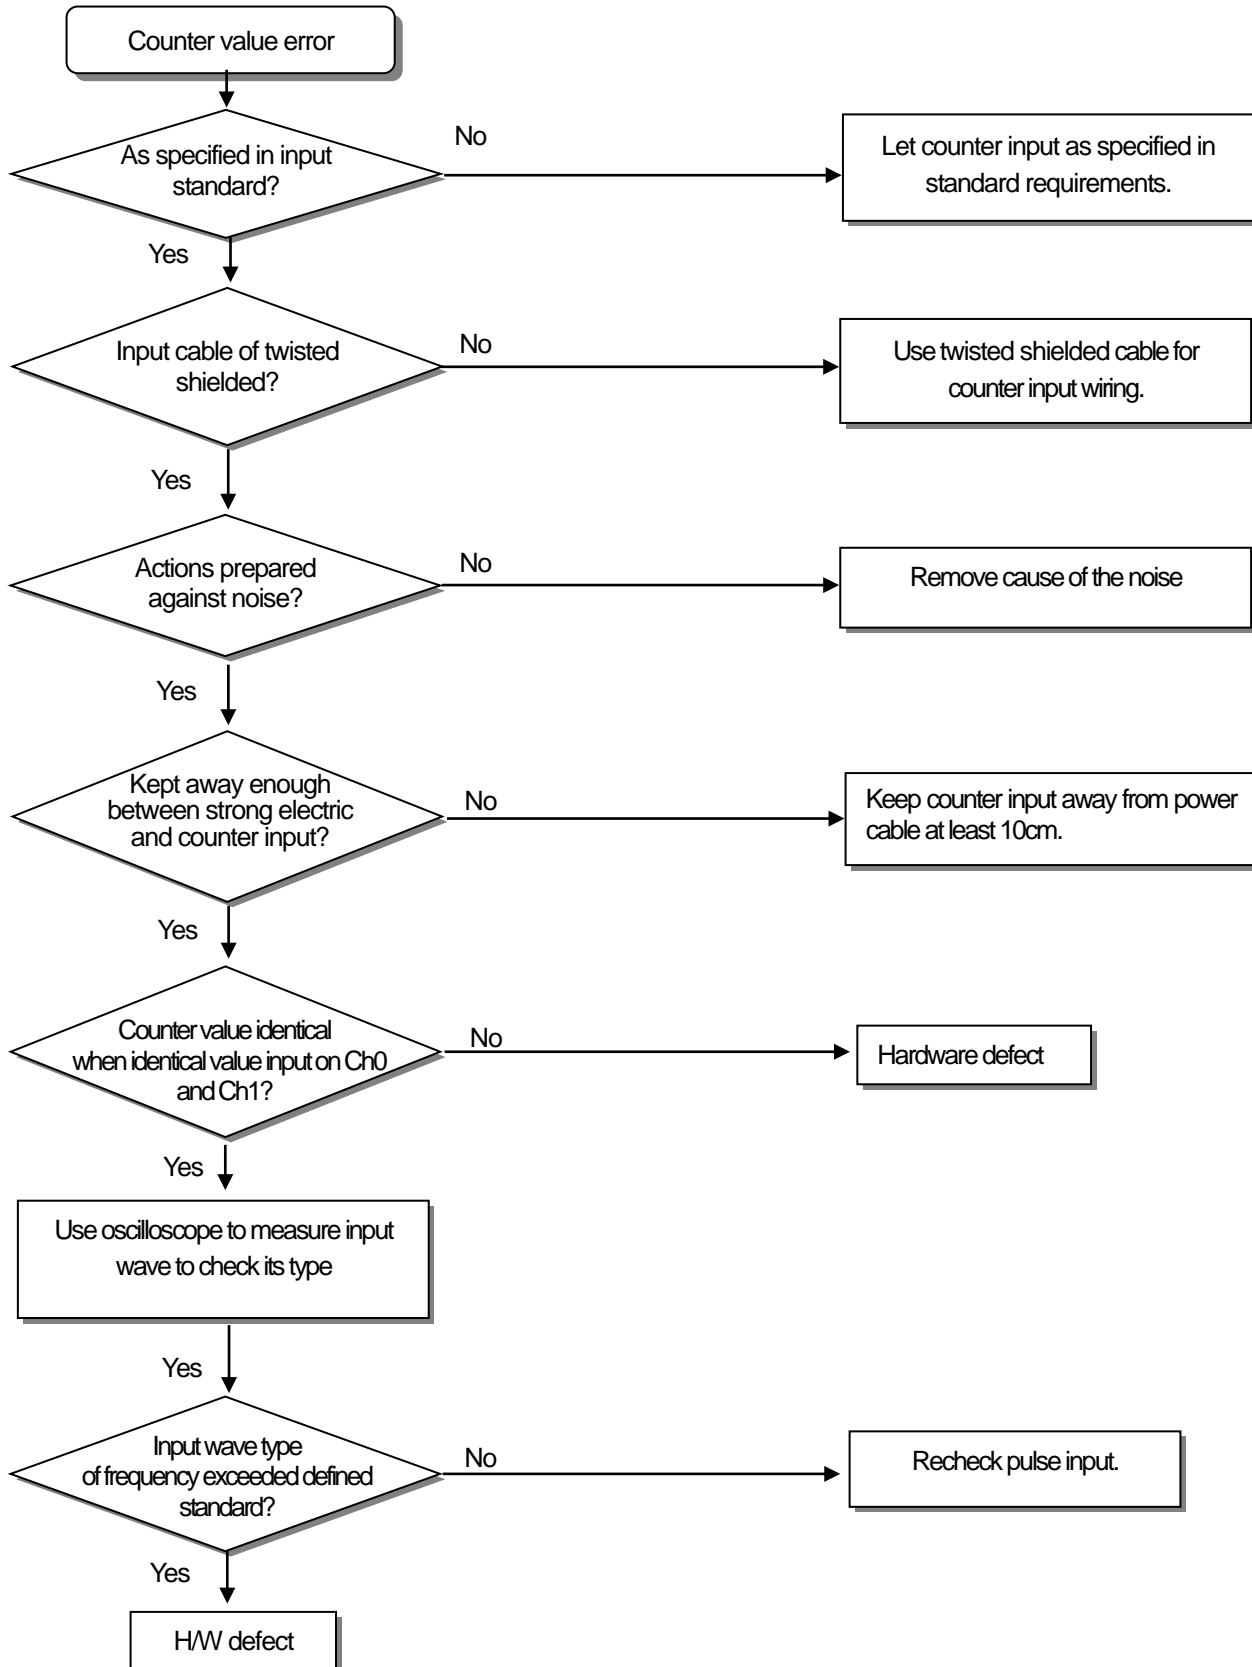 Counter value error
As specified in input
standard?
No
Let counter input as specified in
standard requirements.
Yes
Input cable of twisted
shielded?
No
Use twisted shielded cable for
counter input wiring.
Yes
Actions prepared
against noise?
No
Remove cause of the noise
Yes
Kept away enough
between strong electric
and counter input?
No
Keep counter input away from power
cable at least 10cm.
Yes
Counter value identical
when identical value input on Ch0
and Ch1?
No
Hardware defect
Yes
Use oscilloscope to measure input
wave to check its type
Yes
Input wave type
of frequency exceeded defined
standard?
No
Recheck pulse input.
Yes
H/W defect